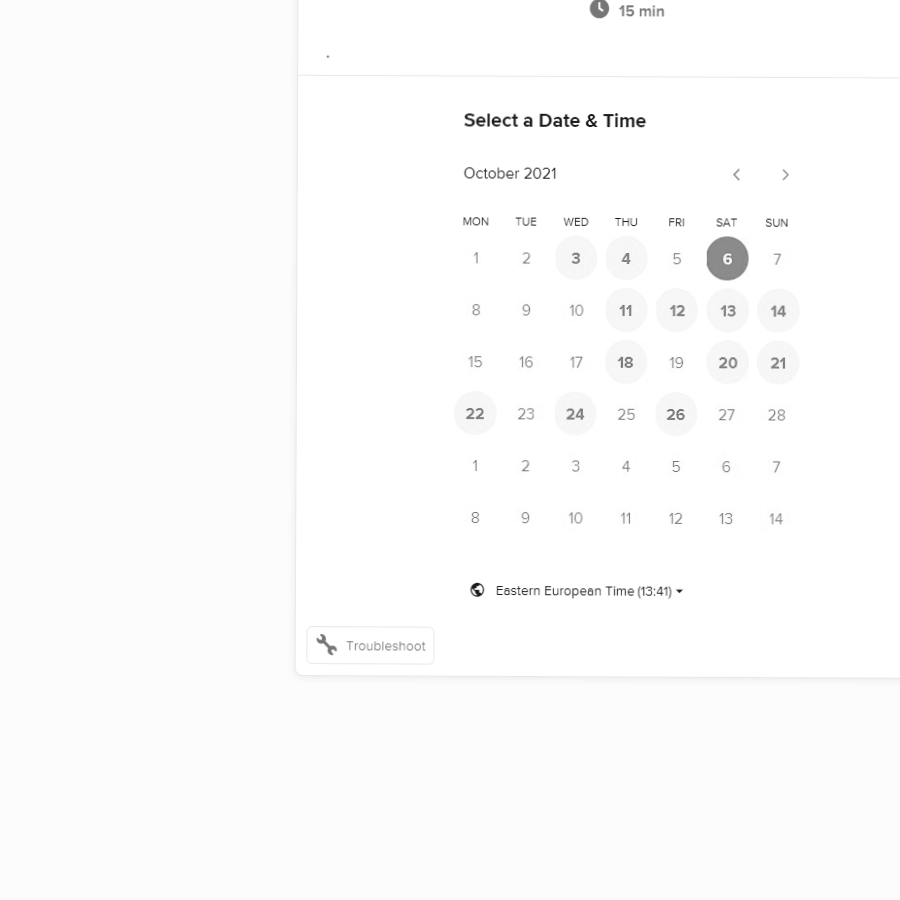 15 min
.
Select a Date & Time
October 2021
MON TUE WED THU FRI SAT SUN
1 2 3 4 5 6 7
8 9 10 11 12 13 14
15 16 17 18 19 20 21
22 23 24 25 26 27 28
1 2 3 4 5 6 7
8 9 10 11 12 13 14
Eastern European Time (13:41)
Troubleshoot